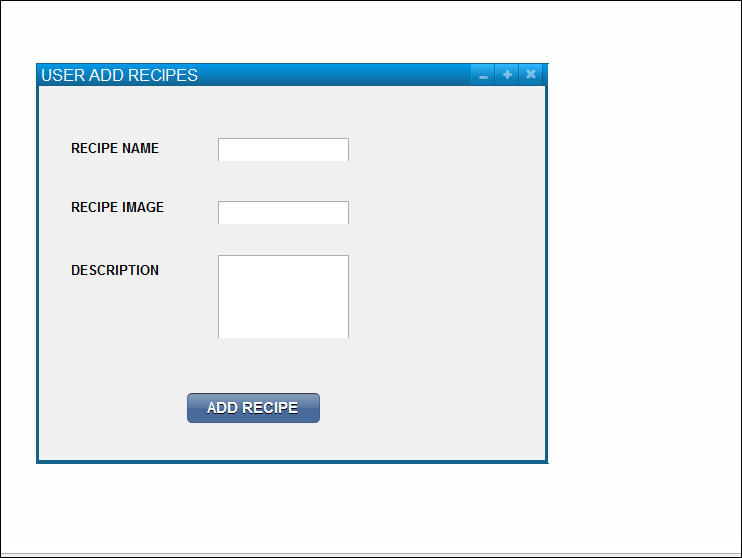 USER ADD RECIPES
RECIPE NAME
RECIPE IMAGE
DESCRIPTION
ADD RECIPE